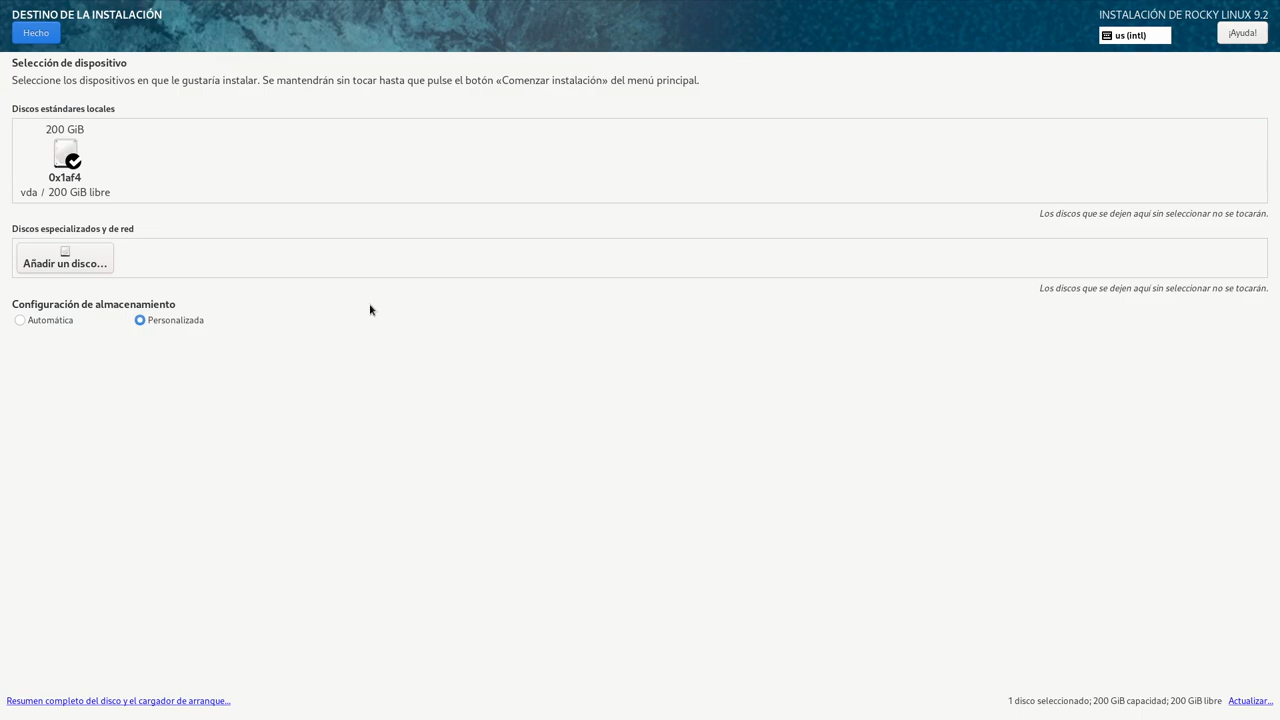 DESTINO DE LA INSTALACIÓN
INSTALACIÓN DE ROCKY LINUX 9.2
Hecho
us (intl)
¡Ayuda!
Selección de dispositivo
Seleccione los dispositivos en que le gustaría instalar. Se mantendrán sin tocar hasta que pulse el botón «Comenzar instalación» del menú principal.
Discos estándares locales
200 GiB
0x1af4
vda / 200 GiB libre
Los discos que se dejen aquí sin seleccionar no se tocarán.
Discos especializados y de red
Añadir un disco...
Los discos que se dejen aquí sin seleccionar no se tocarán.
Configuración de almacenamiento
Automática
Personalizada
Resumen completo del disco y el cargador de arranque...
1 disco seleccionado; 200 GiB capacidad; 200 GiB libre
Actualizar...